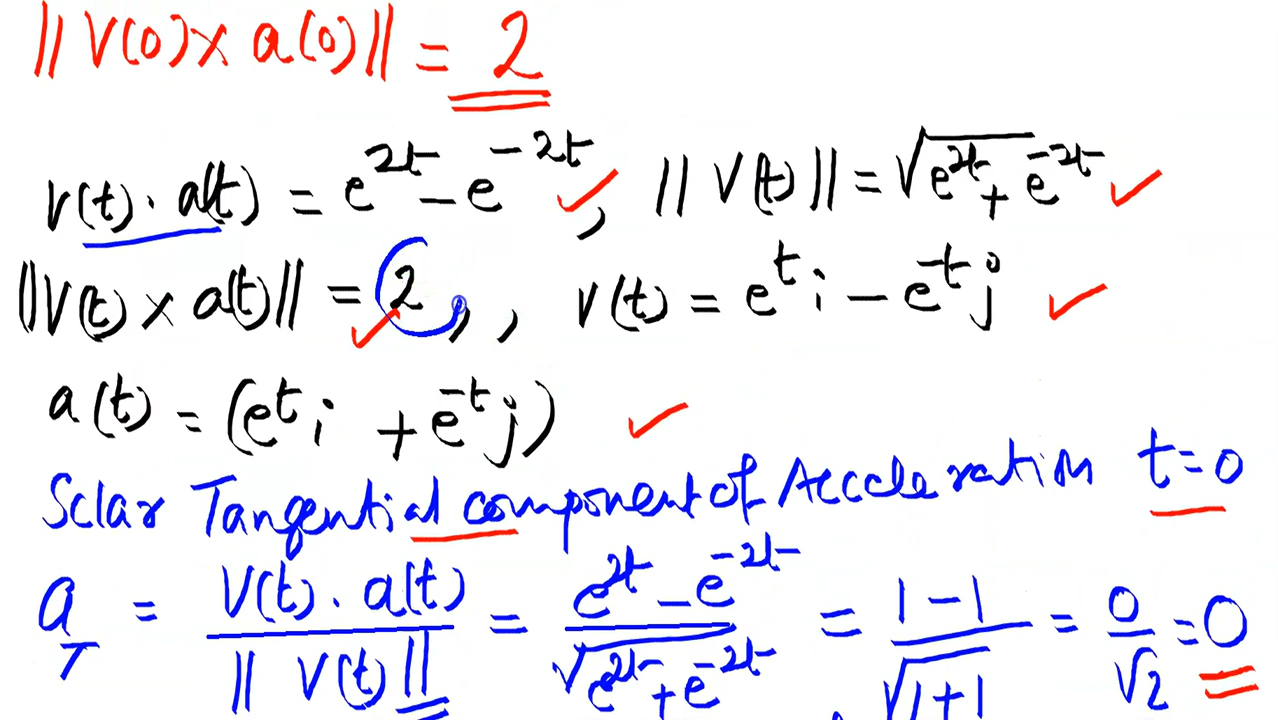 || V(0) × a(0) || = 2
v(t) · a(t) = e^2t − e^−2t , || V(t) || = √e^2t + e^−2t
||V(t) × a(t)|| = 2 , , v(t) = e^t i − e^−t j
a(t) = (e^t i + e^−t j)
Sclar Tangential component of Acceleration t=0
a_T = V(t) · a(t) / || V(t) || = e^2t − e^−2t / √e^2t + e^−2t = 1−1 / √1+1 = 0/√2 = 0